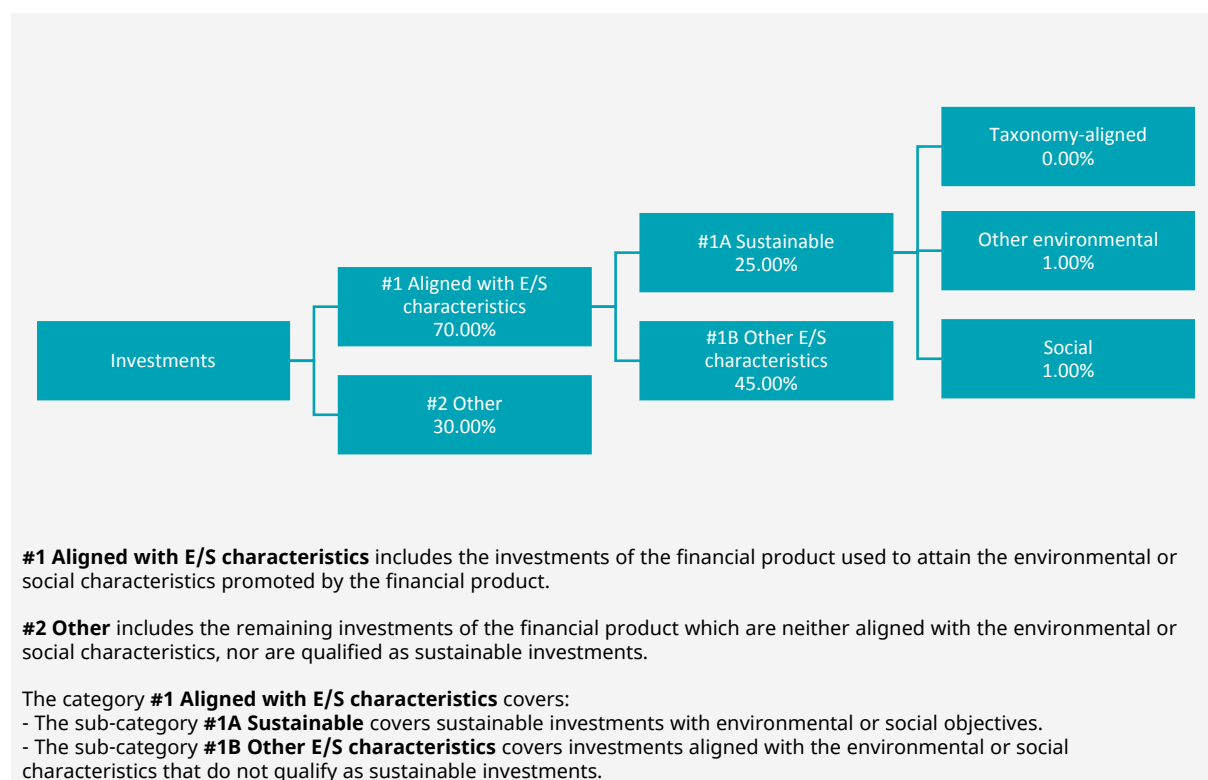 Investments
#1 Aligned with E/S
characteristics
70.00%
#2 Other
30.00%
#1A Sustainable
25.00%
#1B Other E/S
characteristics
45.00%
Taxonomy-aligned
0.00%
Other environmental
1.00%
Social
1.00%
#1 Aligned with E/S characteristics includes the investments of the financial product used to attain the environmental or
social characteristics promoted by the financial product.
#2 Other includes the remaining investments of the financial product which are neither aligned with the environmental or
social characteristics, nor are qualified as sustainable investments.
The category #1 Aligned with E/S characteristics covers:
- The sub-category #1A Sustainable covers sustainable investments with environmental or social objectives.
- The sub-category #1B Other E/S characteristics covers investments aligned with the environmental or social
characteristics that do not qualify as sustainable investments.